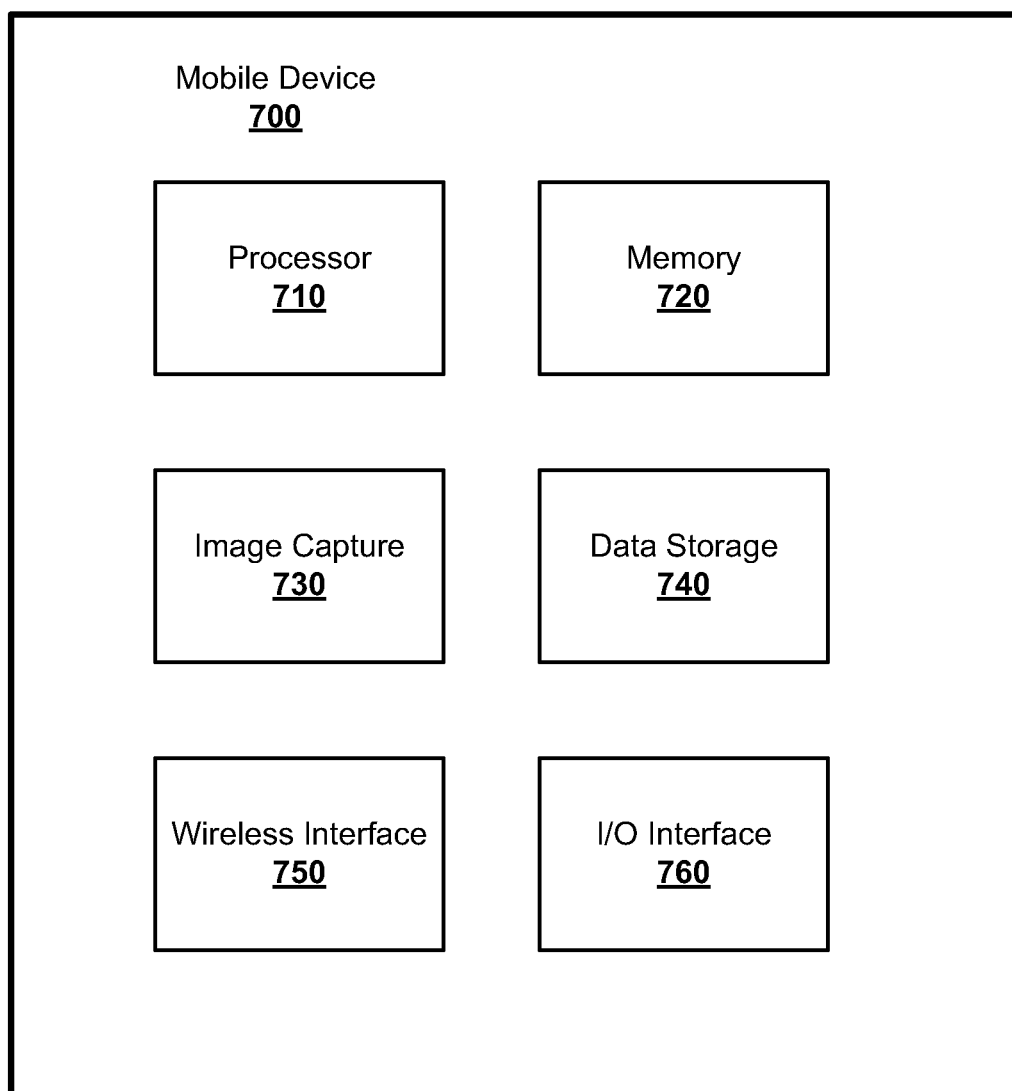 Mobile Device
700
Processor
710
Memory
720
Image Capture
730
Data Storage
740
Wireless Interface
750
I/O Interface
760